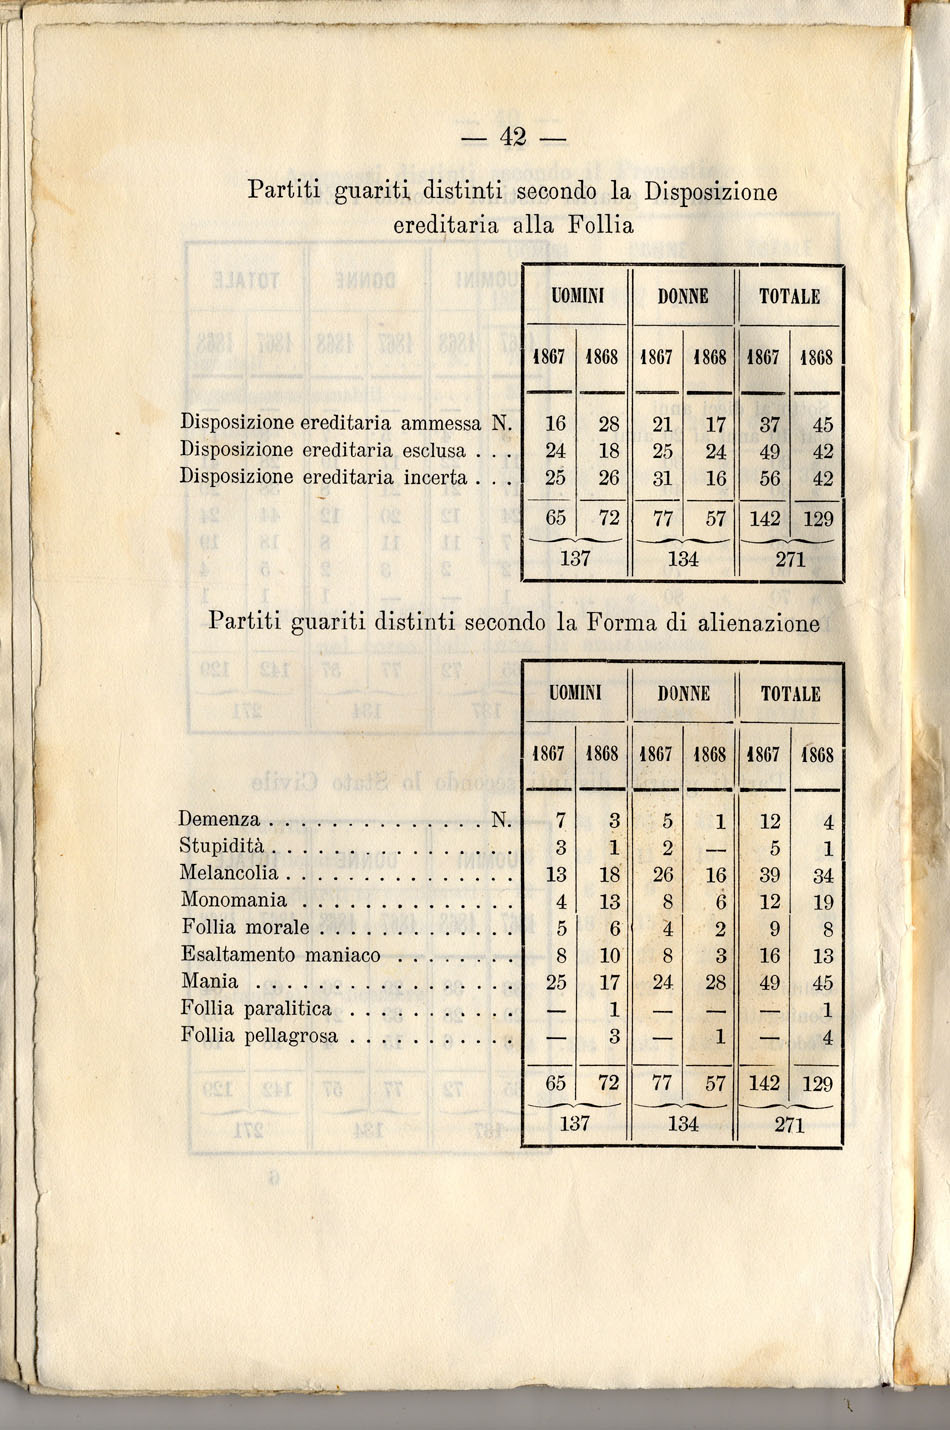 — 42 —
Partiti guariti distinti secondo la Disposizione
ereditaria alla Follia
UOMINI DONNE TOTALE
1867 1868 1867 1868 1867 1868
Disposizione ereditaria ammessa N. 16 28 21 17 37 45
Disposizione ereditaria esclusa . . . 24 18 25 24 49 42
Disposizione ereditaria incerta . . . 25 26 31 16 56 42
65 72 77 57 142 129
137 134 271
Partiti guariti distinti secondo la Forma di alienazione
UOMINI DONNE TOTALE
1867 1868 1867 1868 1867 1868
Demenza . . . . . . . . . . . . . . N. 7 3 5 1 12 4
Stupidità . . . . . . . . . . . . . . . . 3 1 2 — 5 1
Melancolia . . . . . . . . . . . . . . . 13 18 26 16 39 34
Monomania . . . . . . . . . . . . . . 4 13 8 6 12 19
Follia morale . . . . . . . . . . . . . 5 6 4 2 9 8
Esaltamento maniaco . . . . . . . . 8 10 8 3 16 13
Mania . . . . . . . . . . . . . . . . . 25 17 24 28 49 45
Follia paralitica . . . . . . . . . . . — 1 — — — 1
Follia pellagrosa . . . . . . . . . . . — 3 — 1 — 4
65 72 77 57 142 129
137 134 271